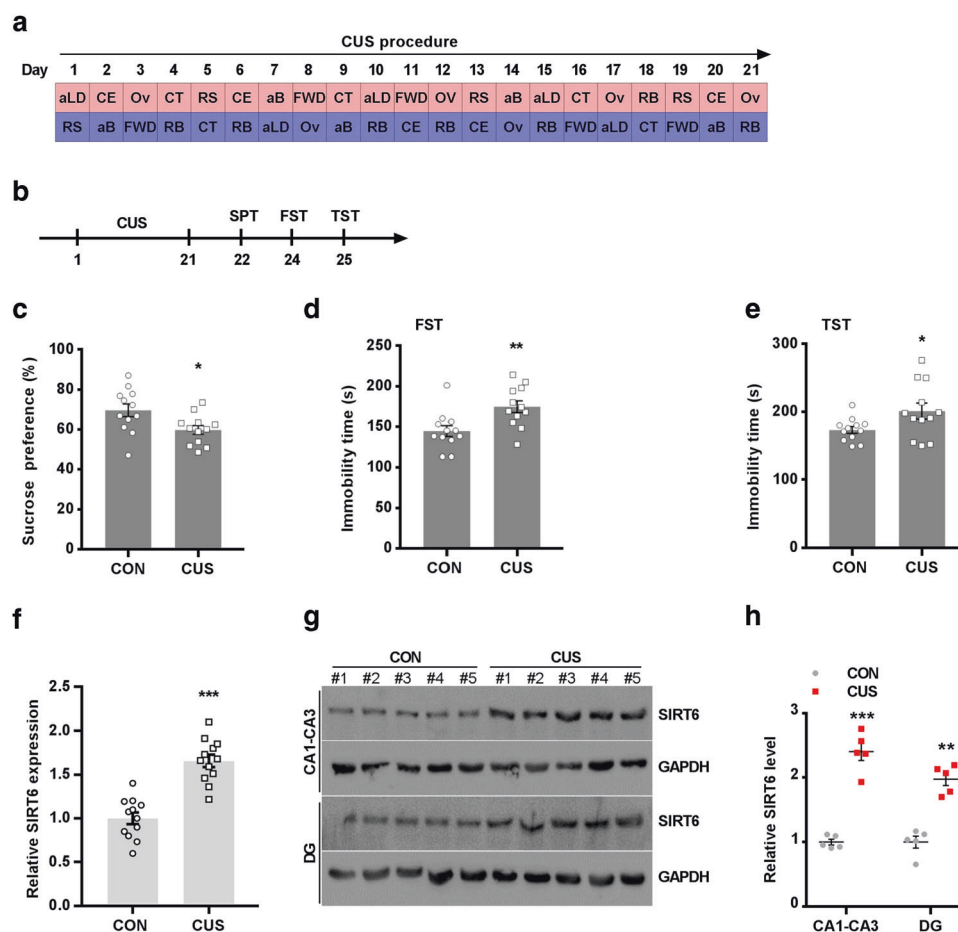 a
CUS procedure
Day 1 2 3 4 5 6 7 8 9 10 11 12 13 14 15 16 17 18 19 20 21
aLD CE Ov CT RS CE aB FWD CT aLD FWD OV RS aB aLD CT Ov RB RS CE Ov
RS aB FWD RB CT RB aLD Ov aB RB CE RB CE Ov RB FWD aLD CT FWD aB RB
b
CUS SPT FST TST
1 21 22 24 25
c
Sucrose preference (%)
100
80
60
40
20
0
*
CON CUS
d
FST
Immobility time (s)
250
200
150
100
50
0
**
CON CUS
e
TST
Immobility time (s)
300
200
100
0
*
CON CUS
f
Relative SIRT6 expression
2.5
2.0
1.5
1.0
0.5
0.0
***
CON CUS
g
CON CUS
#1 #2 #3 #4 #5 #1 #2 #3 #4 #5
CA1-CA3
SIRT6
GAPDH
DG
SIRT6
GAPDH
h
CON
CUS
Relative SIRT6 level
3
2
1
0
***
**
CA1-CA3 DG